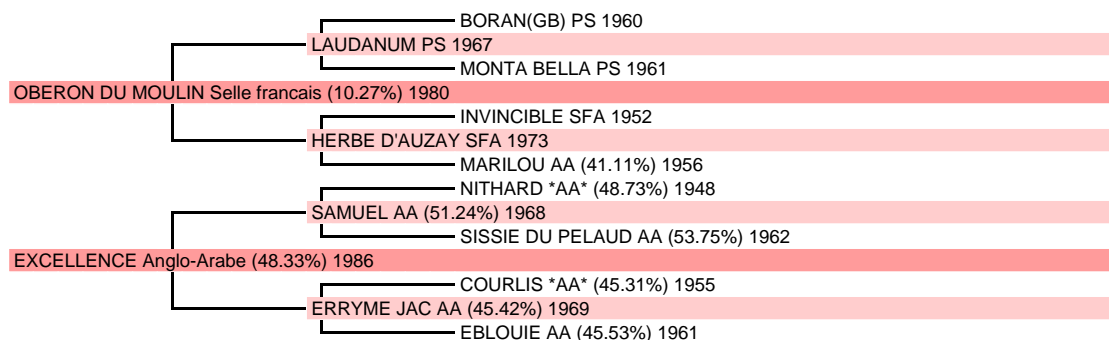 BORAN(GB) PS 1960
LAUDANUM PS 1967
MONTA BELLA PS 1961
OBERON DU MOULIN Selle francais (10.27%) 1980
INVINCIBLE SFA 1952
HERBE D'AUZAY SFA 1973
MARILOU AA (41.11%) 1956
NITHARD *AA* (48.73%) 1948
SAMUEL AA (51.24%) 1968
SISSIE DU PELAUD AA (53.75%) 1962
EXCELLENCE Anglo-Arabe (48.33%) 1986
COURLIS *AA* (45.31%) 1955
ERRYME JAC AA (45.42%) 1969
EBLOUIE AA (45.53%) 1961